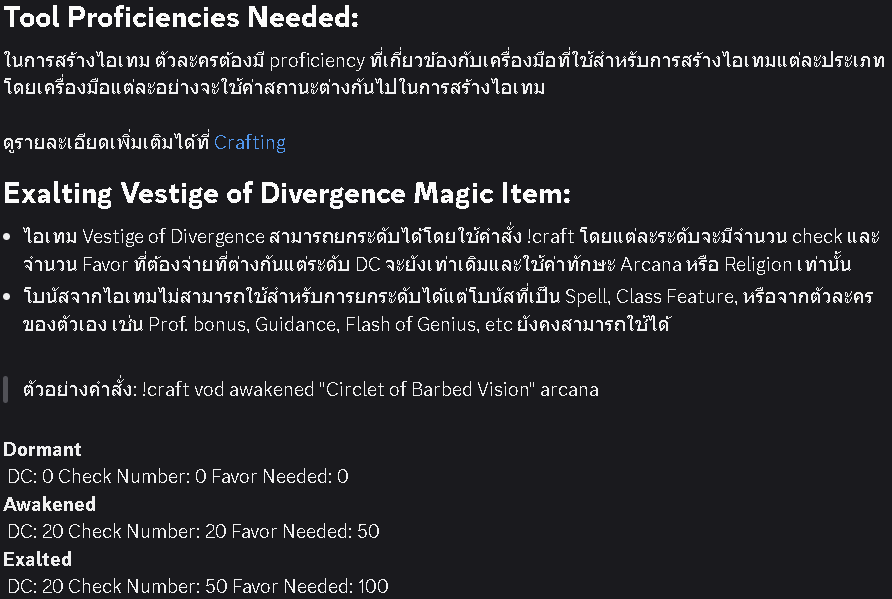 Tool Proficiencies Needed:
ในการสร้างไอเทม ตัวละครต้องมี proficiency ที่เกี่ยวข้องกับเครื่องมือที่ใช้สำหรับการสร้างไอเทมแต่ละประเภท
โดยเครื่องมือแต่ละอย่างจะใช้ค่าสถานะต่างกันไปในการสร้างไอเทม
ดูรายละเอียดเพิ่มเติมได้ที่ Crafting
Exalting Vestige of Divergence Magic Item:
• ไอเทม Vestige of Divergence สามารถยกระดับได้โดยใช้คำสั่ง !craft โดยแต่ละระดับจะมีจำนวน check และ
จำนวน Favor ที่ต้องจ่ายที่ต่างกันแต่ระดับ DC จะยังเท่าเดิมและใช้ค่าทักษะ Arcana หรือ Religion เท่านั้น
• โบนัสจากไอเทมไม่สามารถใช้สำหรับการยกระดับได้แต่โบนัสที่เป็น Spell, Class Feature, หรือจากตัวละคร
ของตัวเอง เช่น Prof. bonus, Guidance, Flash of Genius, etc ยังคงสามารถใช้ได้
ตัวอย่างคำสั่ง: !craft vod awakened "Circlet of Barbed Vision" arcana
Dormant
DC: 0 Check Number: 0 Favor Needed: 0
Awakened
DC: 20 Check Number: 20 Favor Needed: 50
Exalted
DC: 20 Check Number: 50 Favor Needed: 100